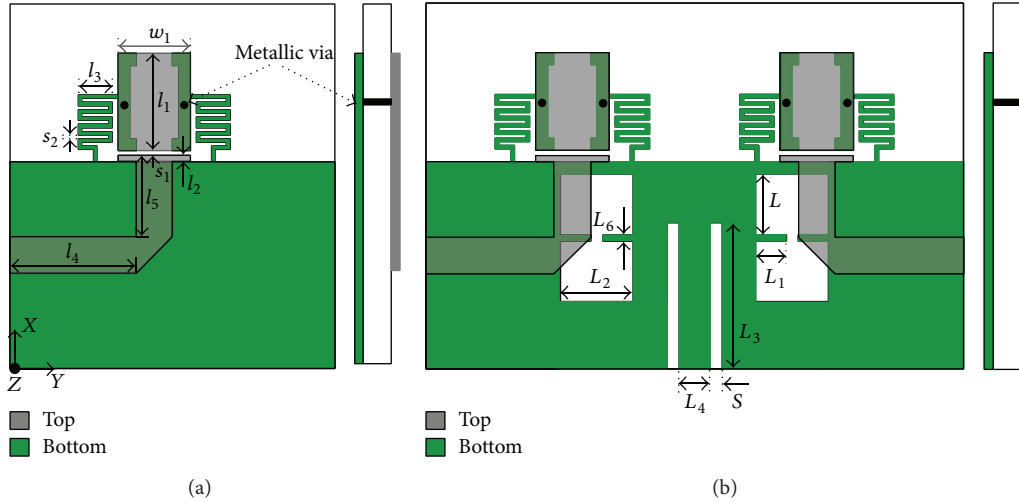 w₁
Metallic via
l₃
l₁
s₂
s₁
l₂
l₅
l₄
X
Z
Y
Top
Bottom
(a)
L
L₆
L₁
L₂
L₃
L₄
S
Top
Bottom
(b)